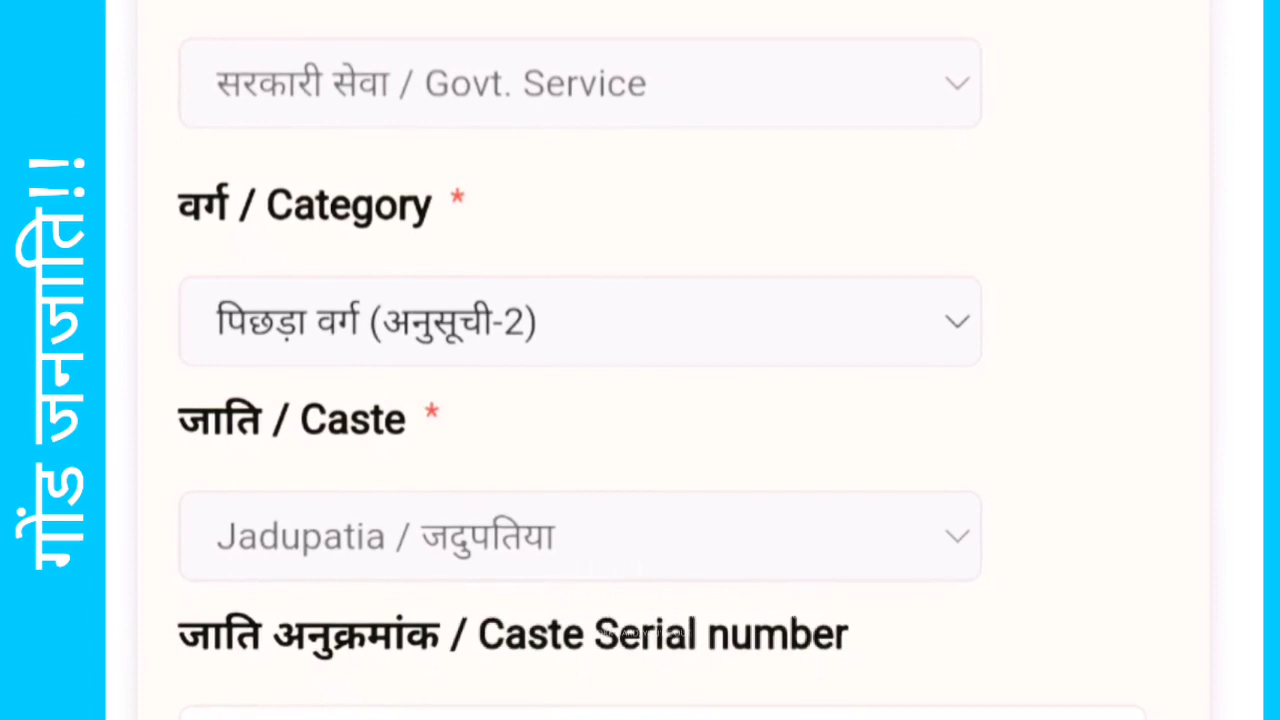 गोंड जनजाति!!
सरकारी सेवा / Govt. Service
वर्ग / Category *
पिछड़ा वर्ग (अनुसूची-2)
जाति / Caste *
Jadupatia / जदुपतिया
जाति अनुक्रमांक / Caste Serial number